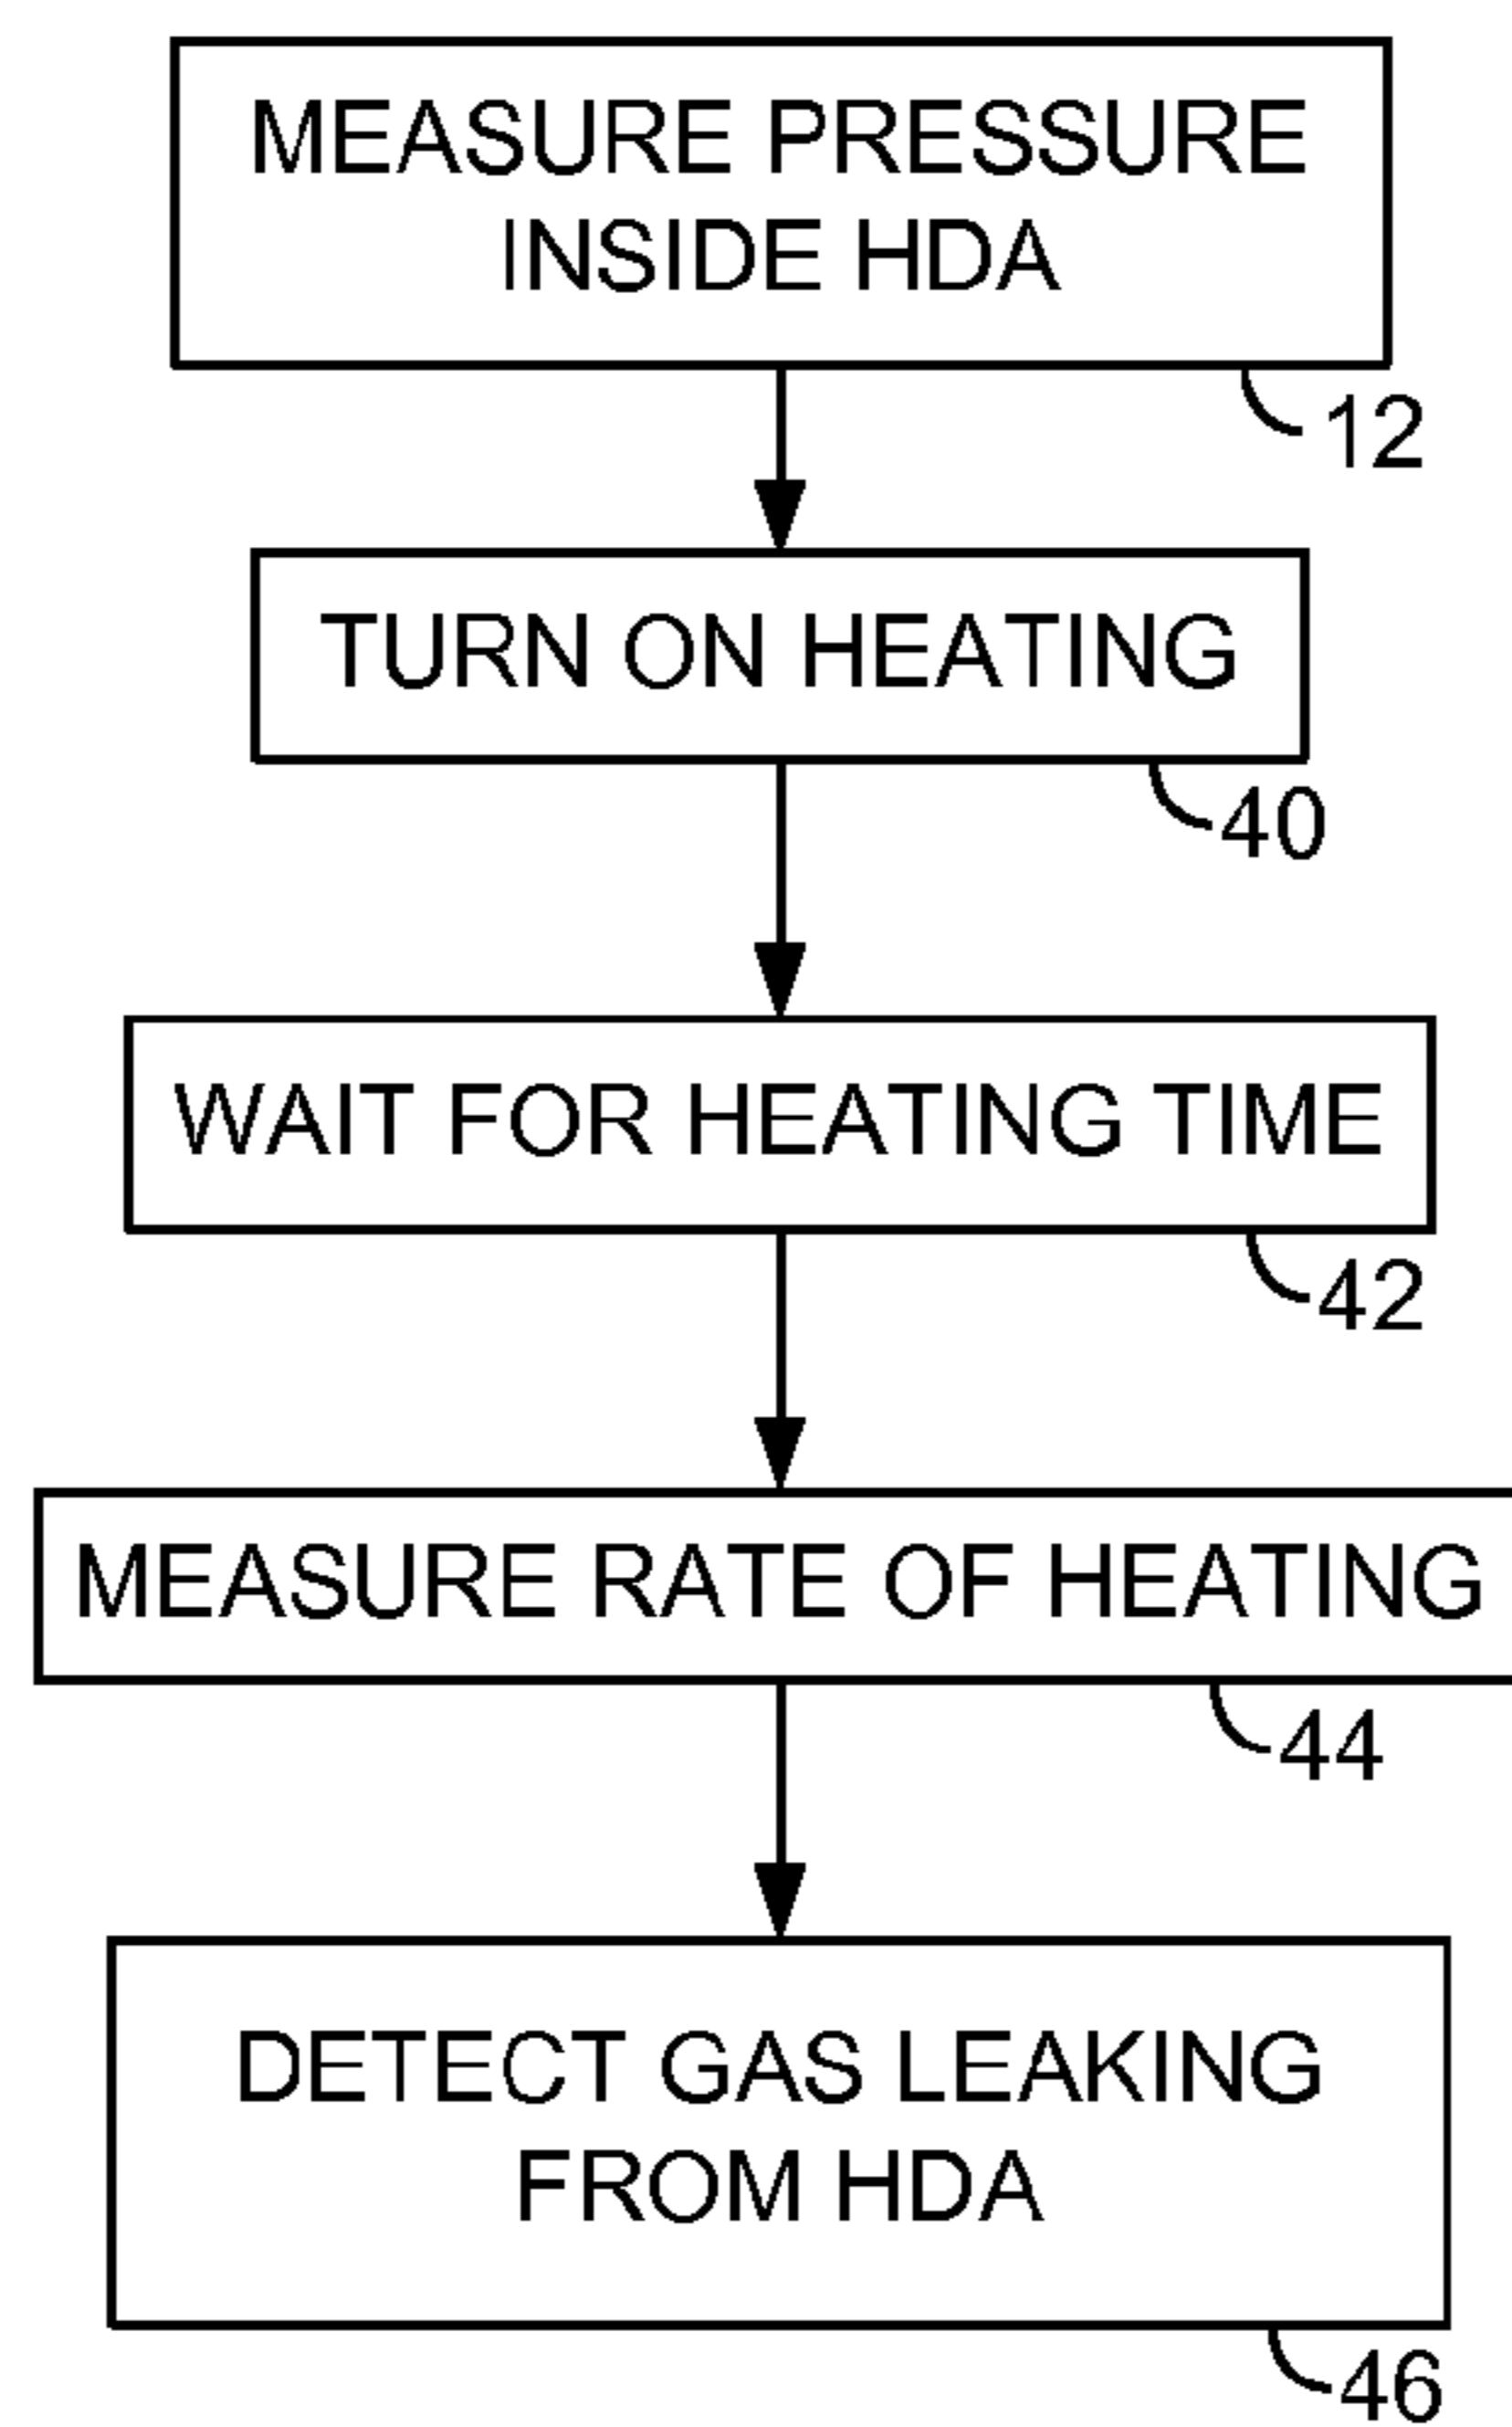 MEASURE PRESSURE
INSIDE HDA
12
TURN ON HEATING
40
WAIT FOR HEATING TIME
42
MEASURE RATE OF HEATING
44
DETECT GAS LEAKING
FROM HDA
46